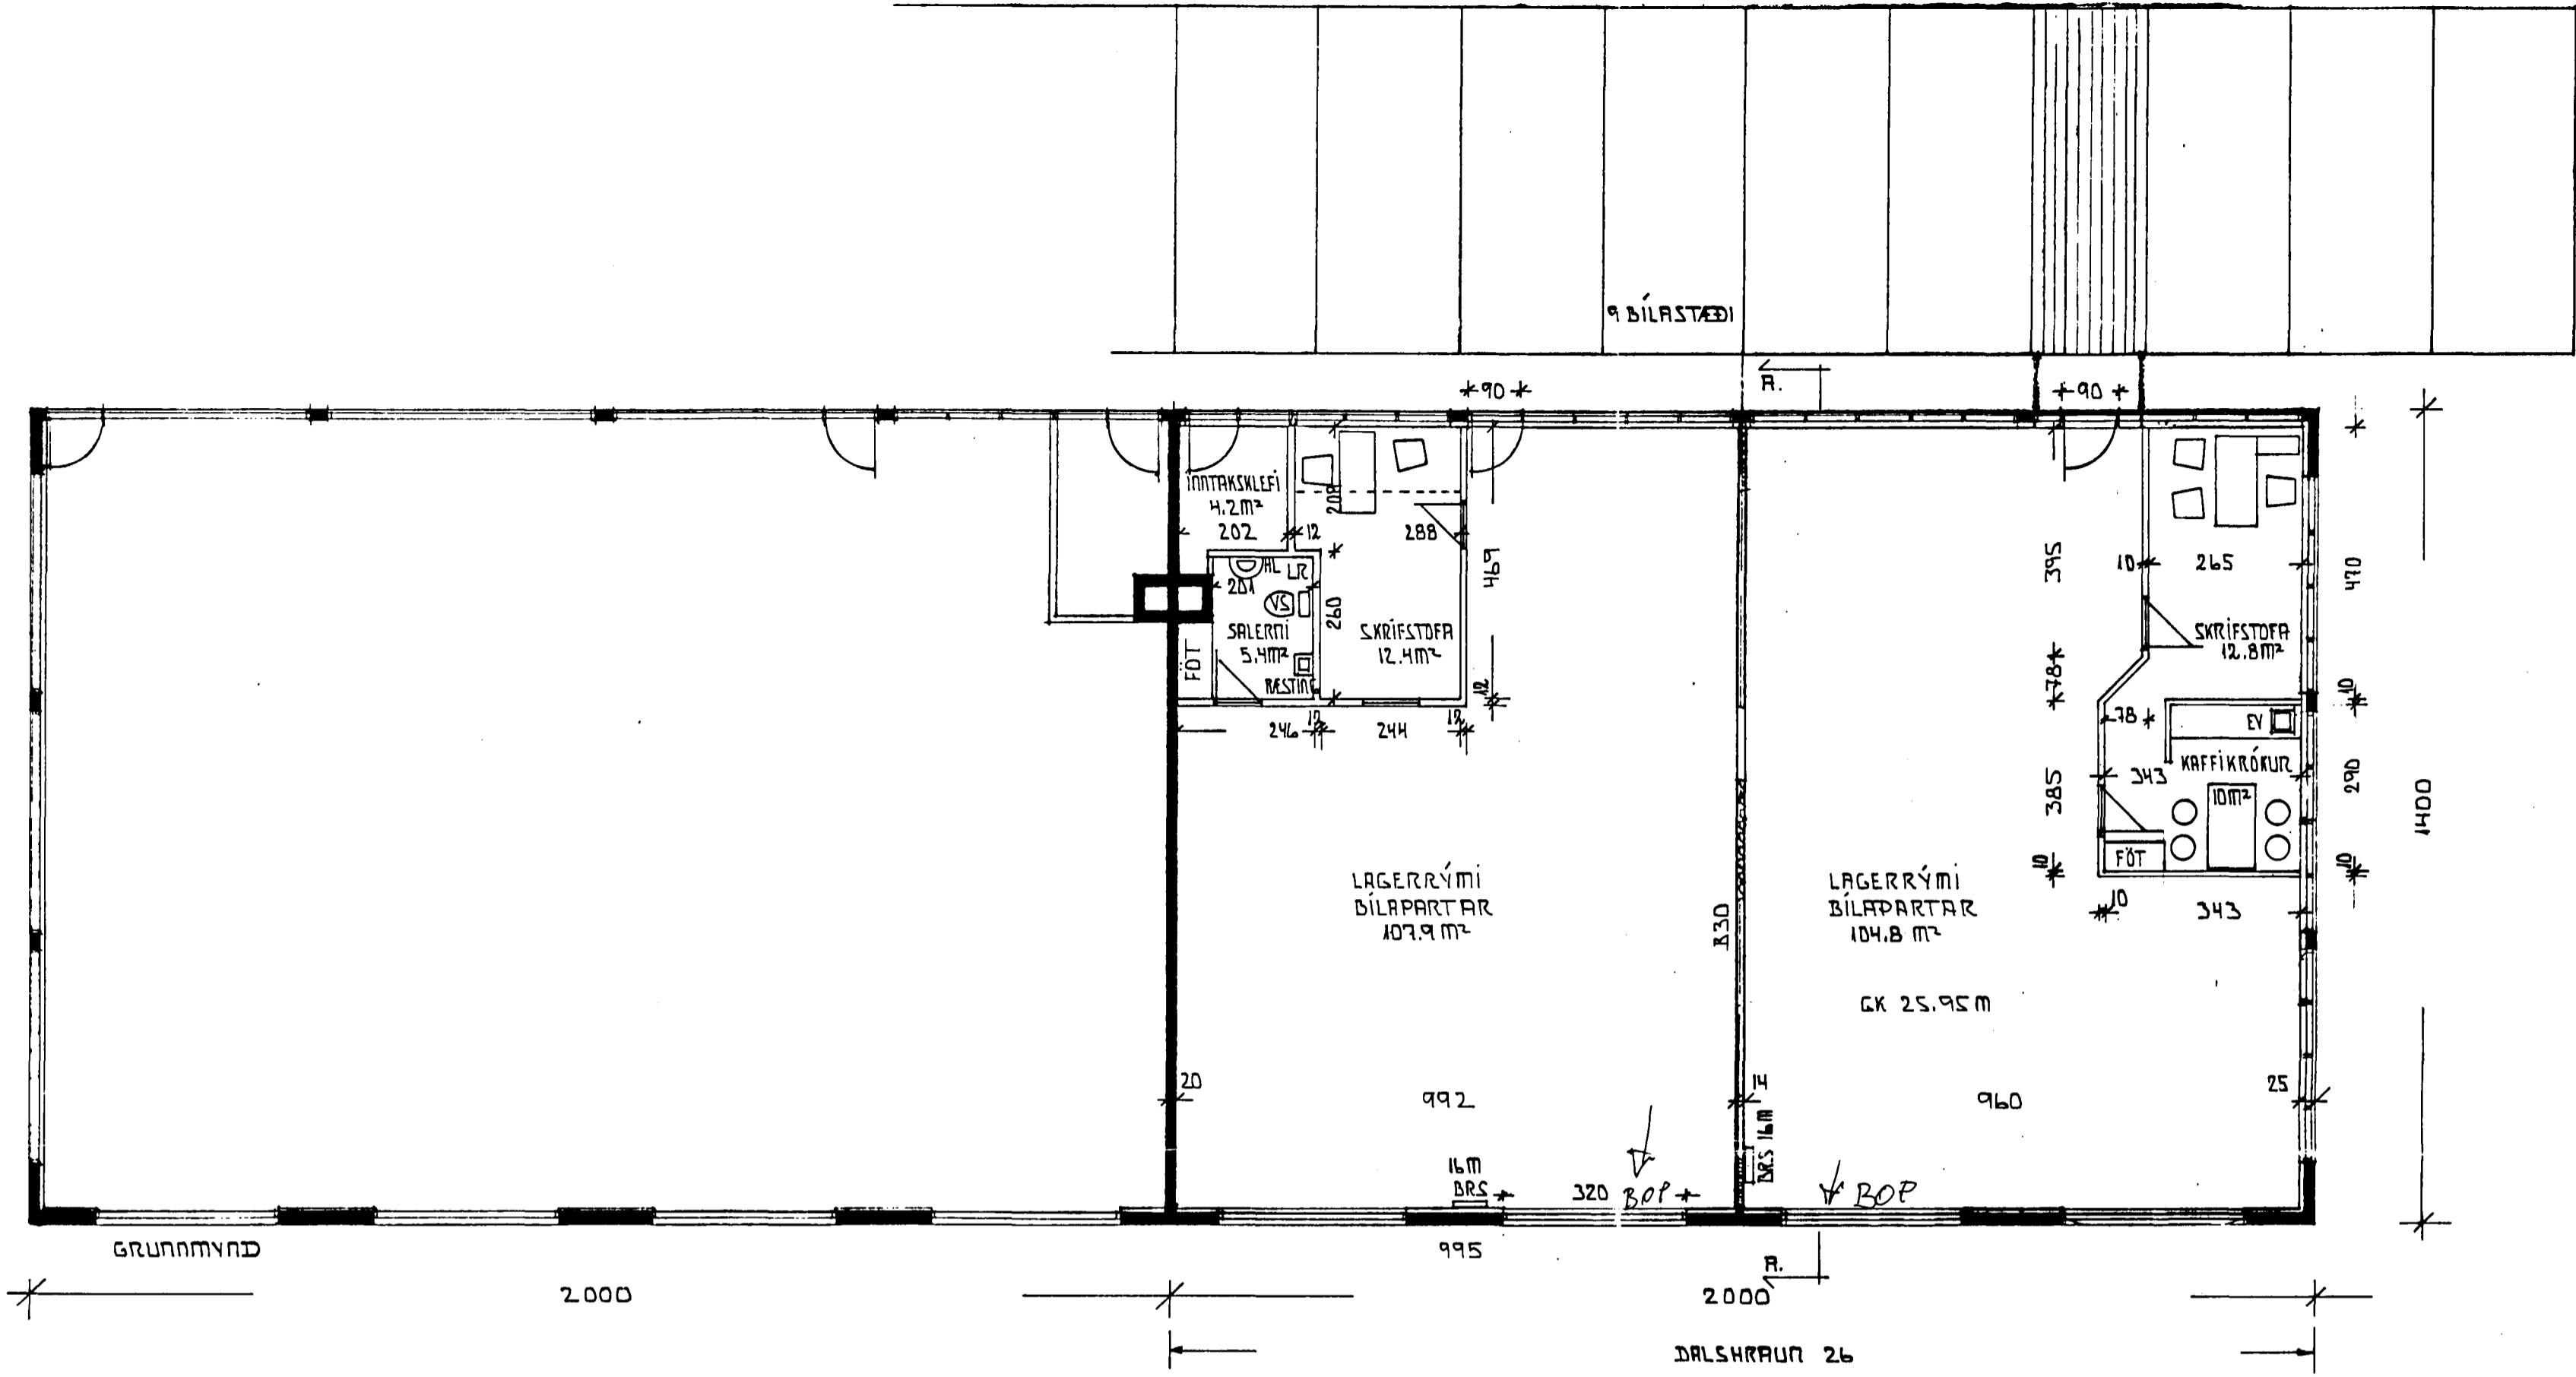 9 BÍLASTÆÐI
A.
90
90
INNTAKSKLEFI
4.2M²
202
12
208
288
469
HL
LR
201
VS
260
SALERNI
5.4M²
FÖT
RÆSTING
SKRIFSTOFA
12.4M²
12
246
12
244
12
395
10
265
470
SKRIFSTOFA
12.8M²
78
10
78
EV
KAFFIKRÓKUR
343
10M²
385
290
FÖT
10
10
10
343
1400
LAGERRÝMI
BÍLAPARTAR
107.9 M²
B30
LAGERRÝMI
BÍLAPARTAR
104.8 M²
GK 25.95M
20
992
14
960
25
16M
BRS
320
BOP
BRS 16M
BOP
GRUNNMYND
995
A.
2000
2000
DALSHRAUN 26